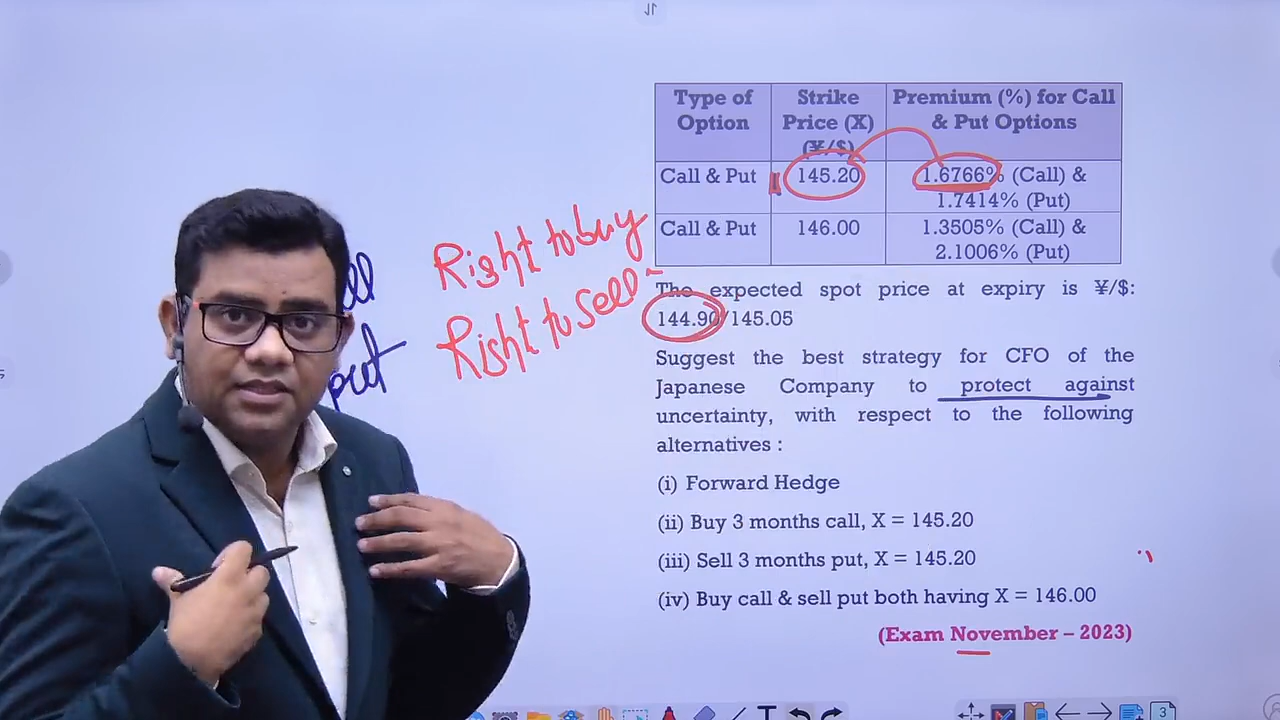 Type of Option
Strike Price (X) (¥/$)
Premium (%) for Call & Put Options
Call & Put
145.20
1.6766% (Call) &
1.7414% (Put)
Call & Put
146.00
1.3505% (Call) &
2.1006% (Put)
Right to buy
put Right to sell
The expected spot price at expiry is ¥/$:
144.90/145.05
Suggest the best strategy for CFO of the
Japanese Company to protect against
uncertainty, with respect to the following
alternatives :
(i) Forward Hedge
(ii) Buy 3 months call, X = 145.20
(iii) Sell 3 months put, X = 145.20
(iv) Buy call & sell put both having X = 146.00
(Exam November – 2023)
T
3